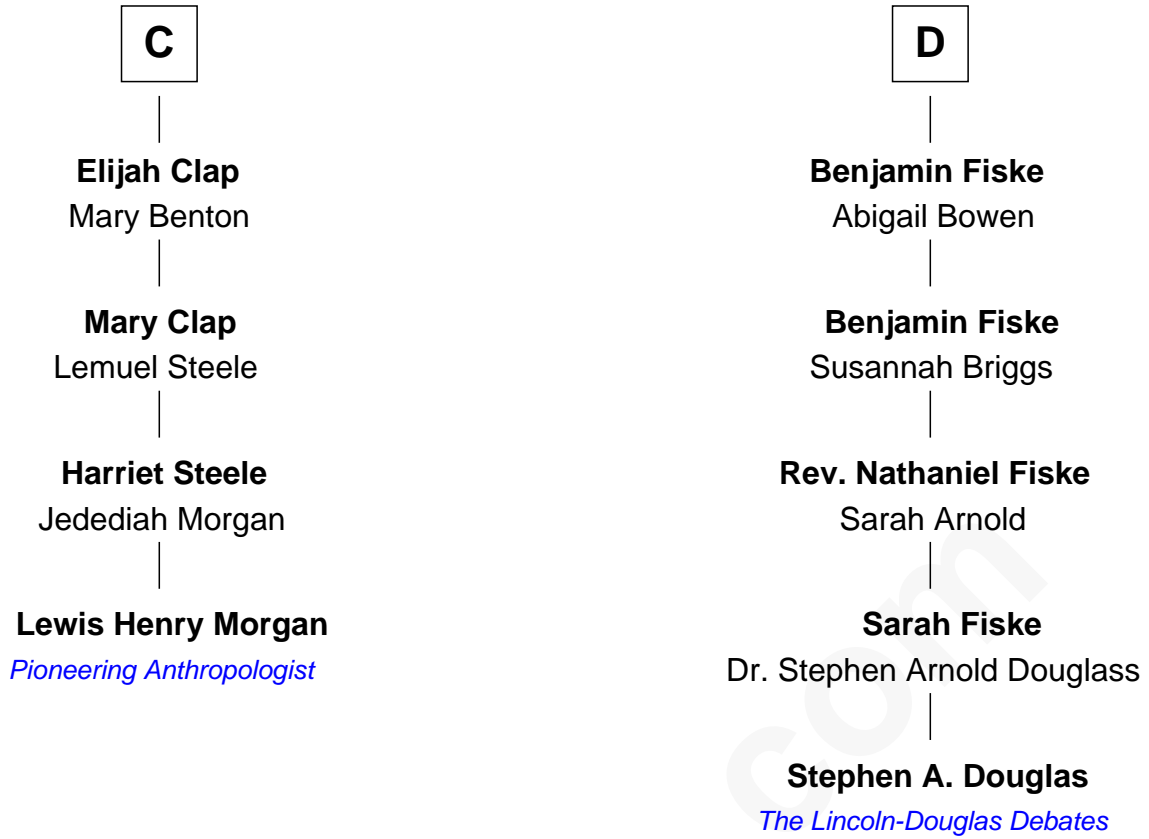 C
Elijah Clap
Mary Benton
Mary Clap
Lemuel Steele
Harriet Steele
Jedediah Morgan
Lewis Henry Morgan
Pioneering Anthropologist
D
Benjamin Fiske
Abigail Bowen
Benjamin Fiske
Susannah Briggs
Rev. Nathaniel Fiske
Sarah Arnold
Sarah Fiske
Dr. Stephen Arnold Douglass
Stephen A. Douglas
The Lincoln-Douglas Debates
com